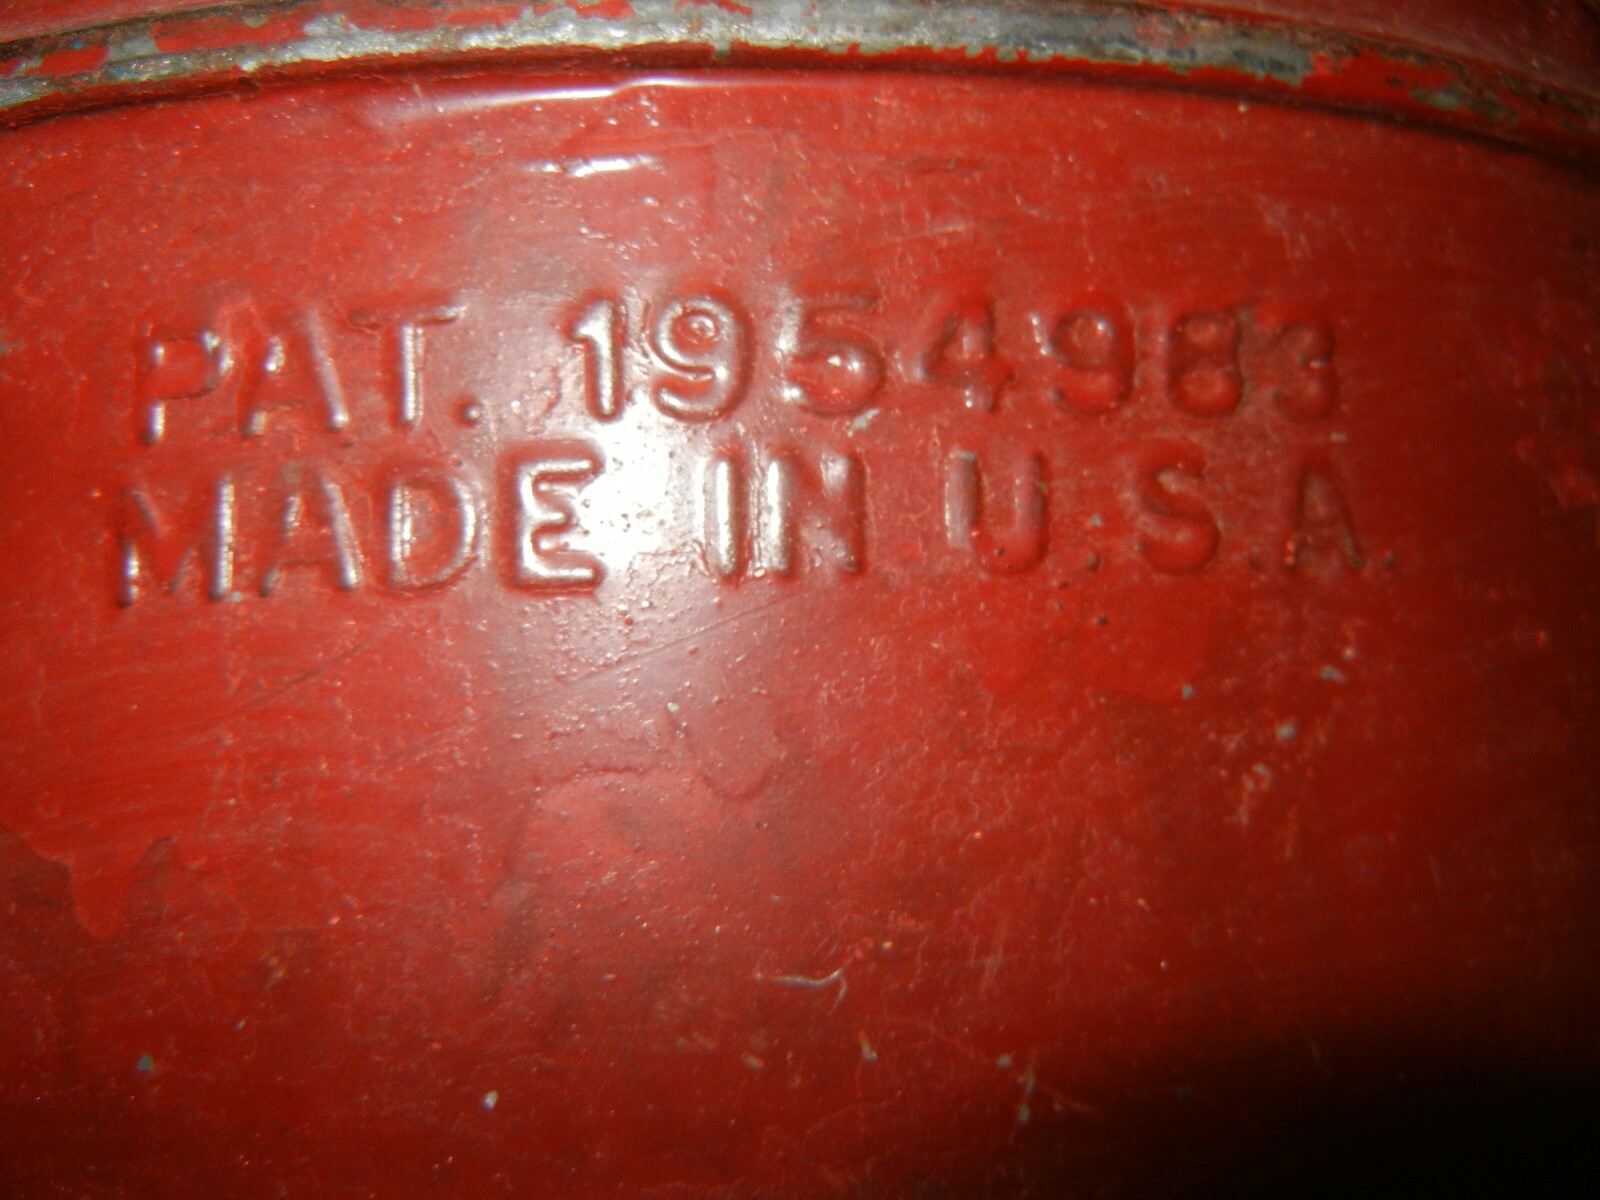 PAT. 1954983
MADE IN U.S.A.